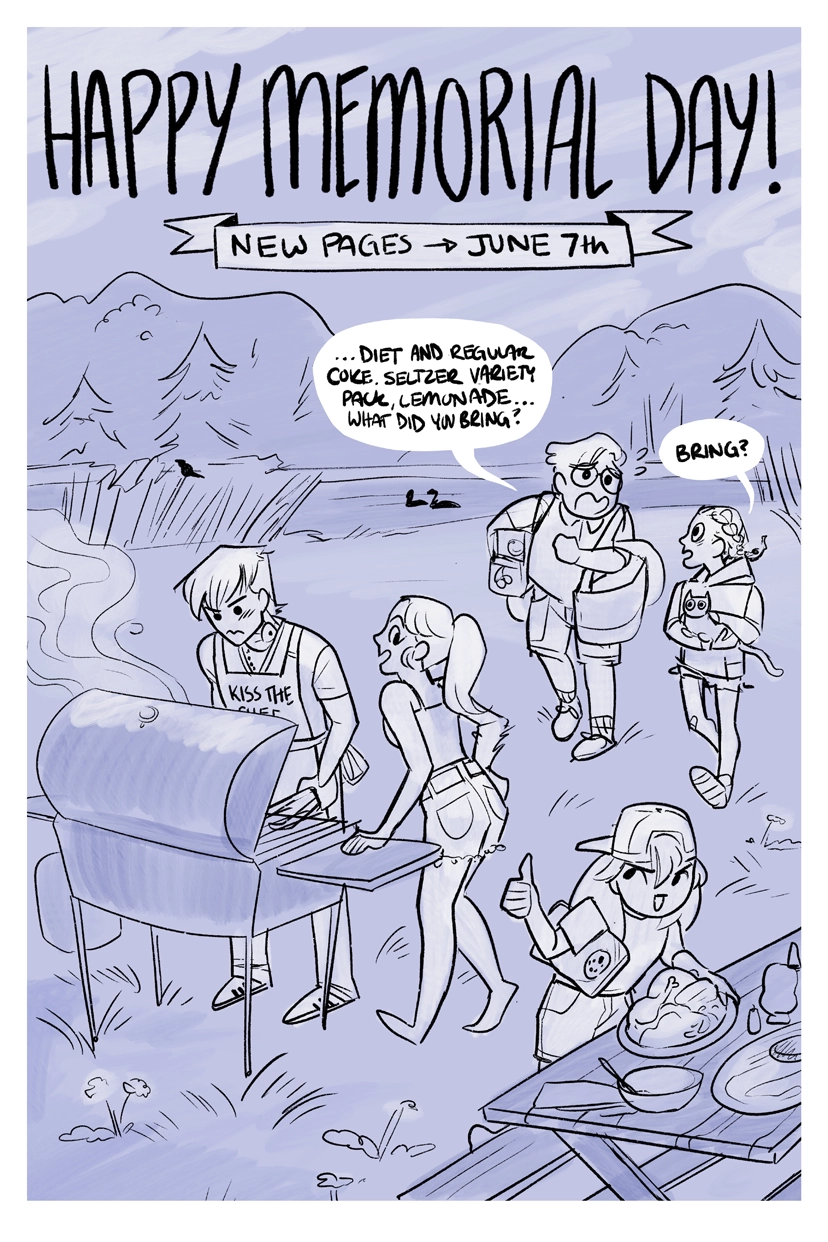 HAPPY MEMORIAL DAY!
NEW PAGES → JUNE 7th
...DIET AND REGULAR
COKE. SELTZER VARIETY
PACK, LEMONADE...
WHAT DID YOU BRING?
BRING?
KISS THE
CHEF